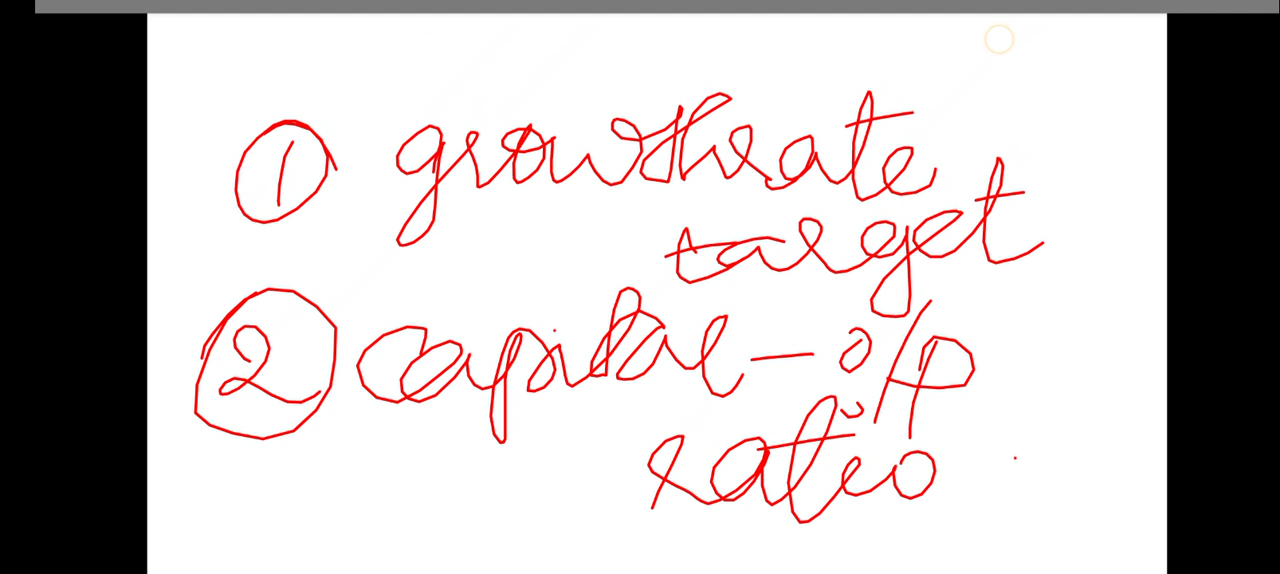 ① growth rate
target
② capital - o/p
ratio